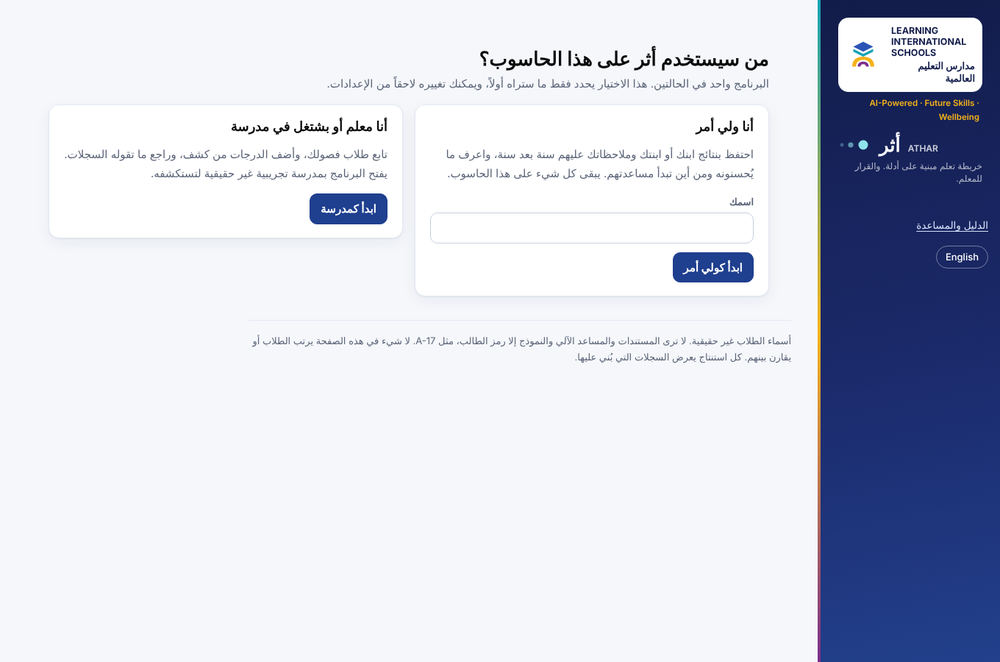 LEARNING
INTERNATIONAL
SCHOOLS
مدارس التعليم
العالمية
AI-Powered · Future Skills ·
Wellbeing
أثر ATHAR
خريطة تعلم مبنية على أدلة. والقرار
للمعلم.
الدليل والمساعدة
English
من سيستخدم أثر على هذا الحاسوب؟
البرنامج واحد في الحالتين. هذا الاختيار يحدد فقط ما ستراه أولاً، ويمكنك تغييره لاحقاً من الإعدادات.
أنا ولي أمر
احتفظ بنتائج ابنك أو ابنتك وملاحظاتك عليهم سنة بعد سنة، واعرف ما
يُحسنونه ومن أين تبدأ مساعدتهم. يبقى كل شيء على هذا الحاسوب.
اسمك
ابدأ كولي أمر
أنا معلم أو بشتغل في مدرسة
تابع طلاب فصولك، وأضف الدرجات من كشف، وراجع ما تقوله السجلات.
يفتح البرنامج بمدرسة تجريبية غير حقيقية لتستكشفه.
ابدأ كمدرسة
أسماء الطلاب غير حقيقية. لا ترى المستندات والمساعد الآلي والنموذج إلا رمز الطالب، مثل A-17. لا شيء في هذه الصفحة يرتب الطلاب أو
يقارن بينهم. كل استنتاج يعرض السجلات التي بُني عليها.